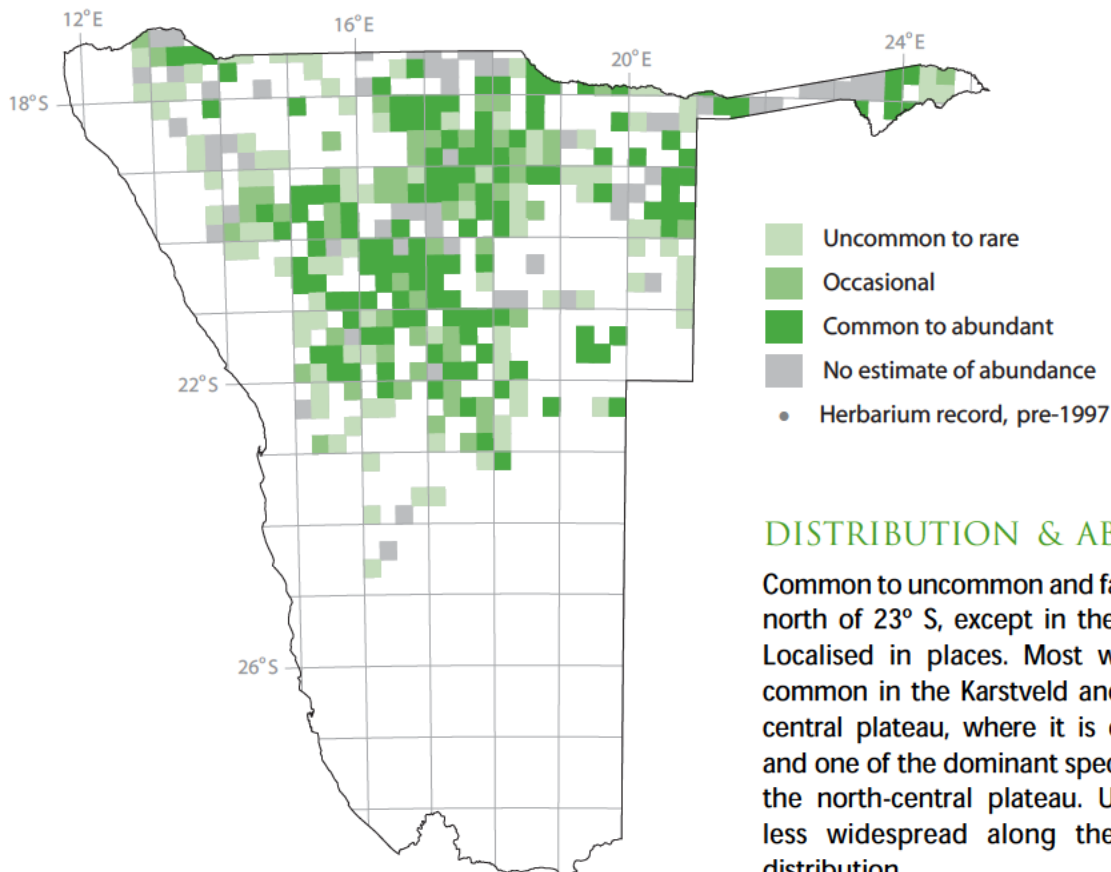 12°E
16°E
20°E
24°E
18°S
22°S
26°S
Uncommon to rare
Occasional
Common to abundant
No estimate of abundance
Herbarium record, pre-1997
DISTRIBUTION & AB
Common to uncommon and fa
north of 23º S, except in the
Localised in places. Most w
common in the Karstveld and
central plateau, where it is
and one of the dominant spec
the north-central plateau. U
less widespread along the
distribution